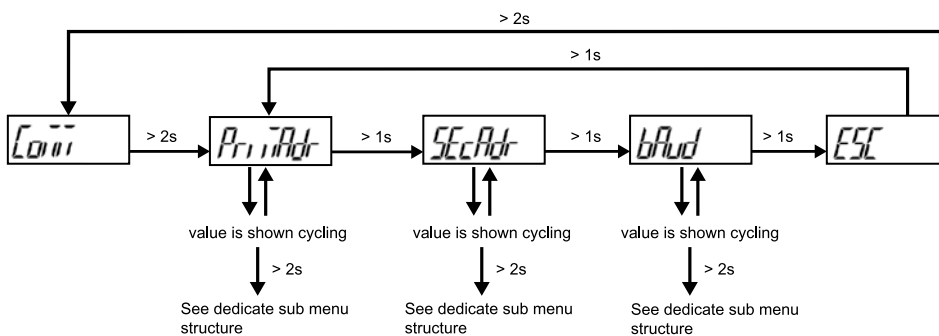 > 2s
> 1s
Comm
> 2s
PrimAdr
> 1s
SEcAdr
> 1s
bAud
> 1s
ESC
value is shown cycling
value is shown cycling
value is shown cycling
> 2s
> 2s
> 2s
See dedicate sub menu
structure
See dedicate sub menu
structure
See dedicate sub menu
structure